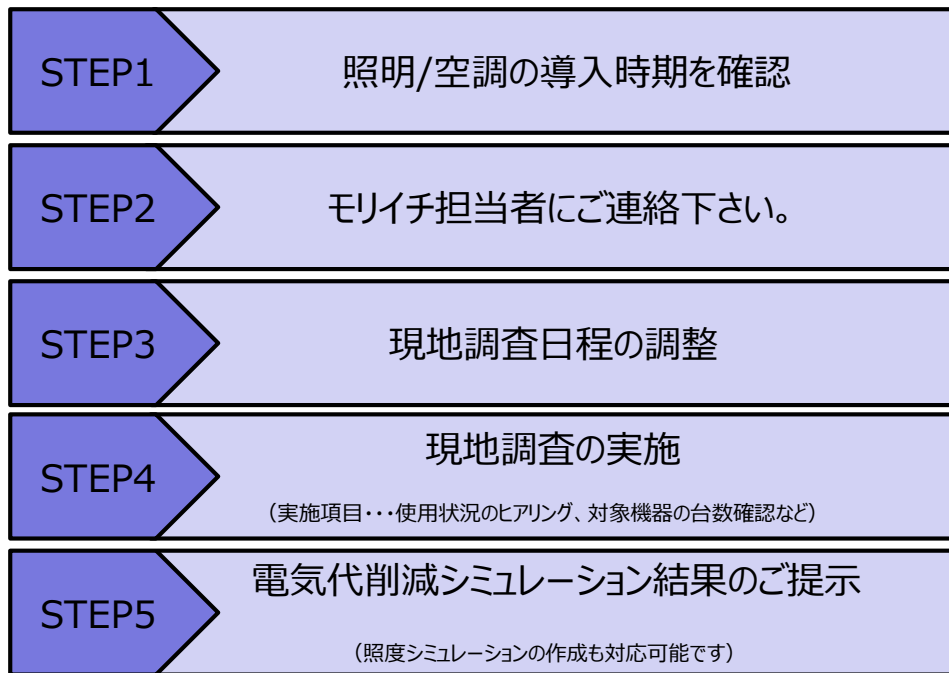 STEP1
照明/空調の導入時期を確認
STEP2
モリイチ担当者にご連絡下さい。
STEP3
現地調査日程の調整
STEP4
現地調査の実施
（実施項目・・・使用状況のヒアリング、対象機器の台数確認など）
STEP5
電気代削減シミュレーション結果のご提示
（照度シミュレーションの作成も対応可能です）